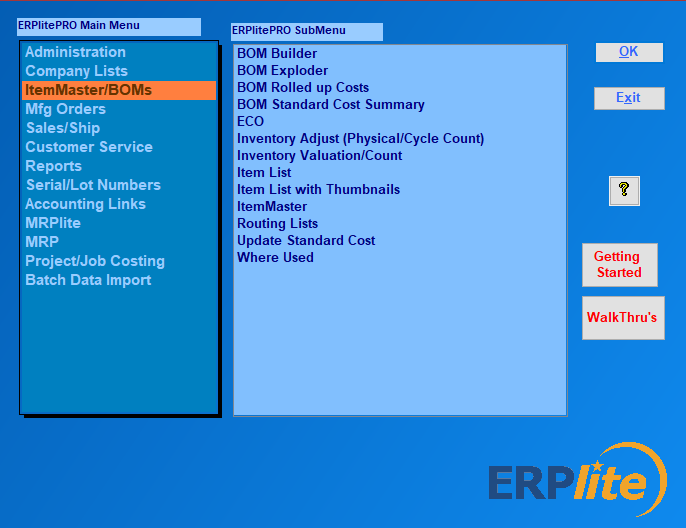 ERPlitePRO Main Menu
Administration
Company Lists
ItemMaster/BOMs
Mfg Orders
Sales/Ship
Customer Service
Reports
Serial/Lot Numbers
Accounting Links
MRPlite
MRP
Project/Job Costing
Batch Data Import
ERPlitePRO SubMenu
BOM Builder
BOM Exploder
BOM Rolled up Costs
BOM Standard Cost Summary
ECO
Inventory Adjust (Physical/Cycle Count)
Inventory Valuation/Count
Item List
Item List with Thumbnails
ItemMaster
Routing Lists
Update Standard Cost
Where Used
OK
Exit
?
Getting
Started
WalkThru's
ERPlite